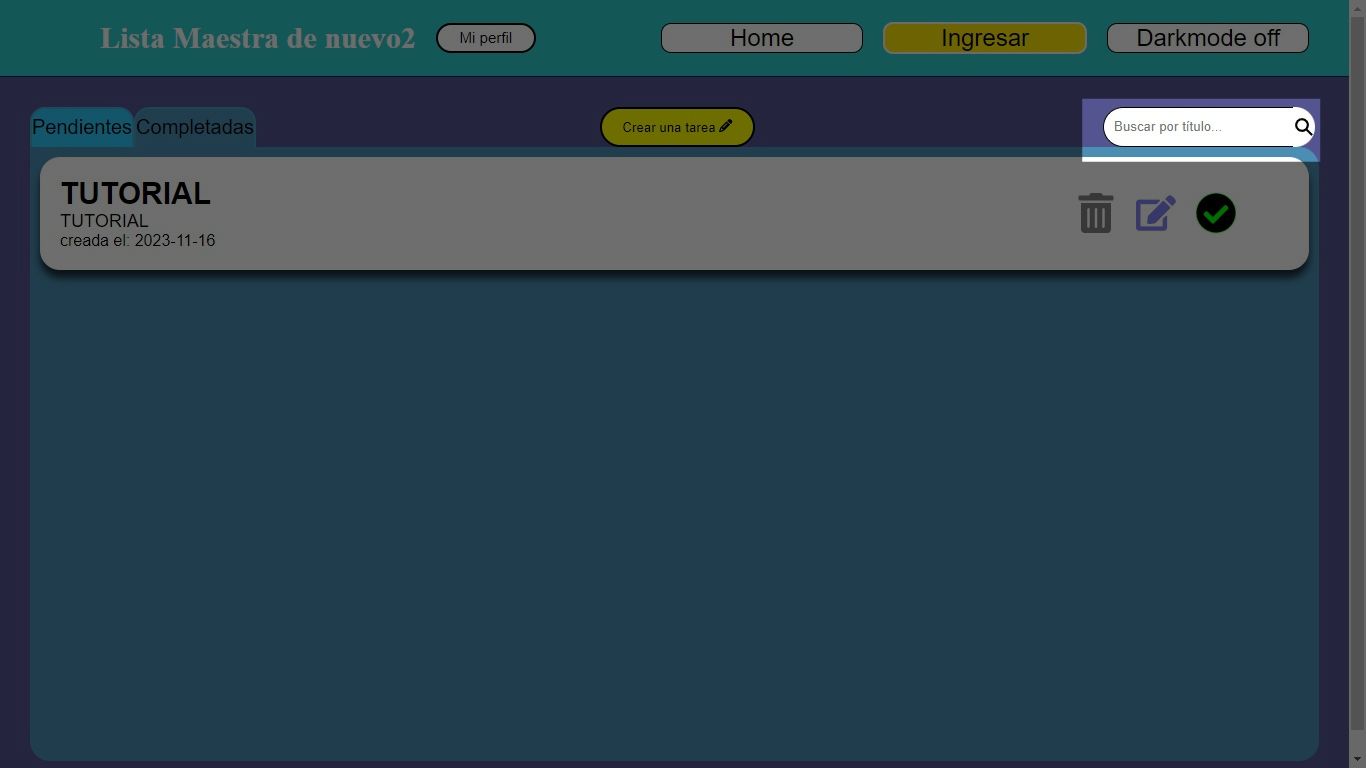 Lista Maestra de nuevo2
Mi perfil
Home
Ingresar
Darkmode off
Pendientes
Completadas
Crear una tarea
Buscar por título...
TUTORIAL
TUTORIAL
creada el: 2023-11-16